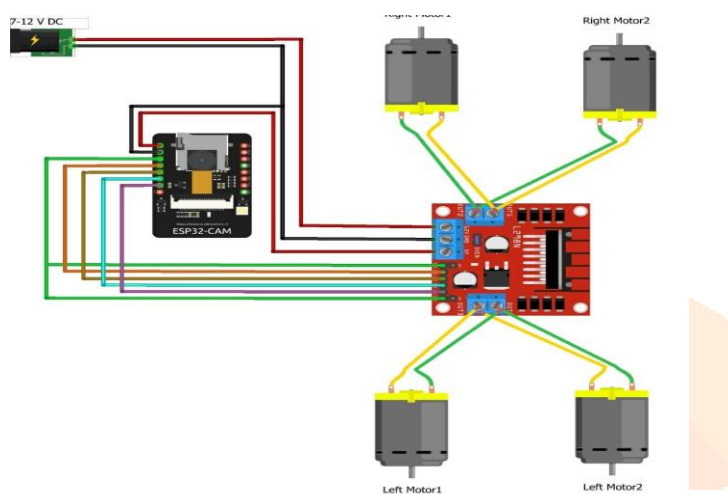 7-12 V DC
Right Motor1
Right Motor2
ESP32-CAM
L298N
Left Motor1
Left Motor2